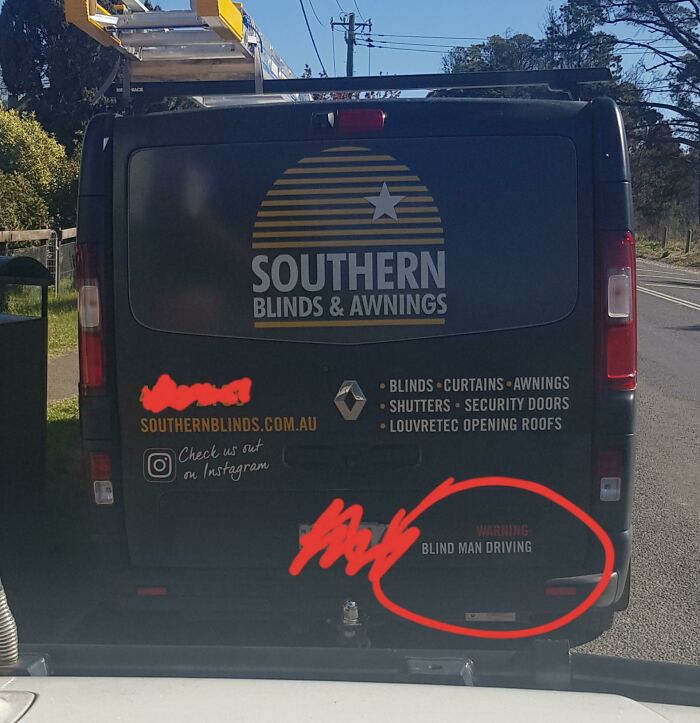 SOUTHERN
BLINDS & AWNINGS
• BLINDS • CURTAINS • AWNINGS
• SHUTTERS • SECURITY DOORS
• LOUVRETEC OPENING ROOFS
SOUTHERNBLINDS.COM.AU
Check us out
on Instagram
WARNING
BLIND MAN DRIVING